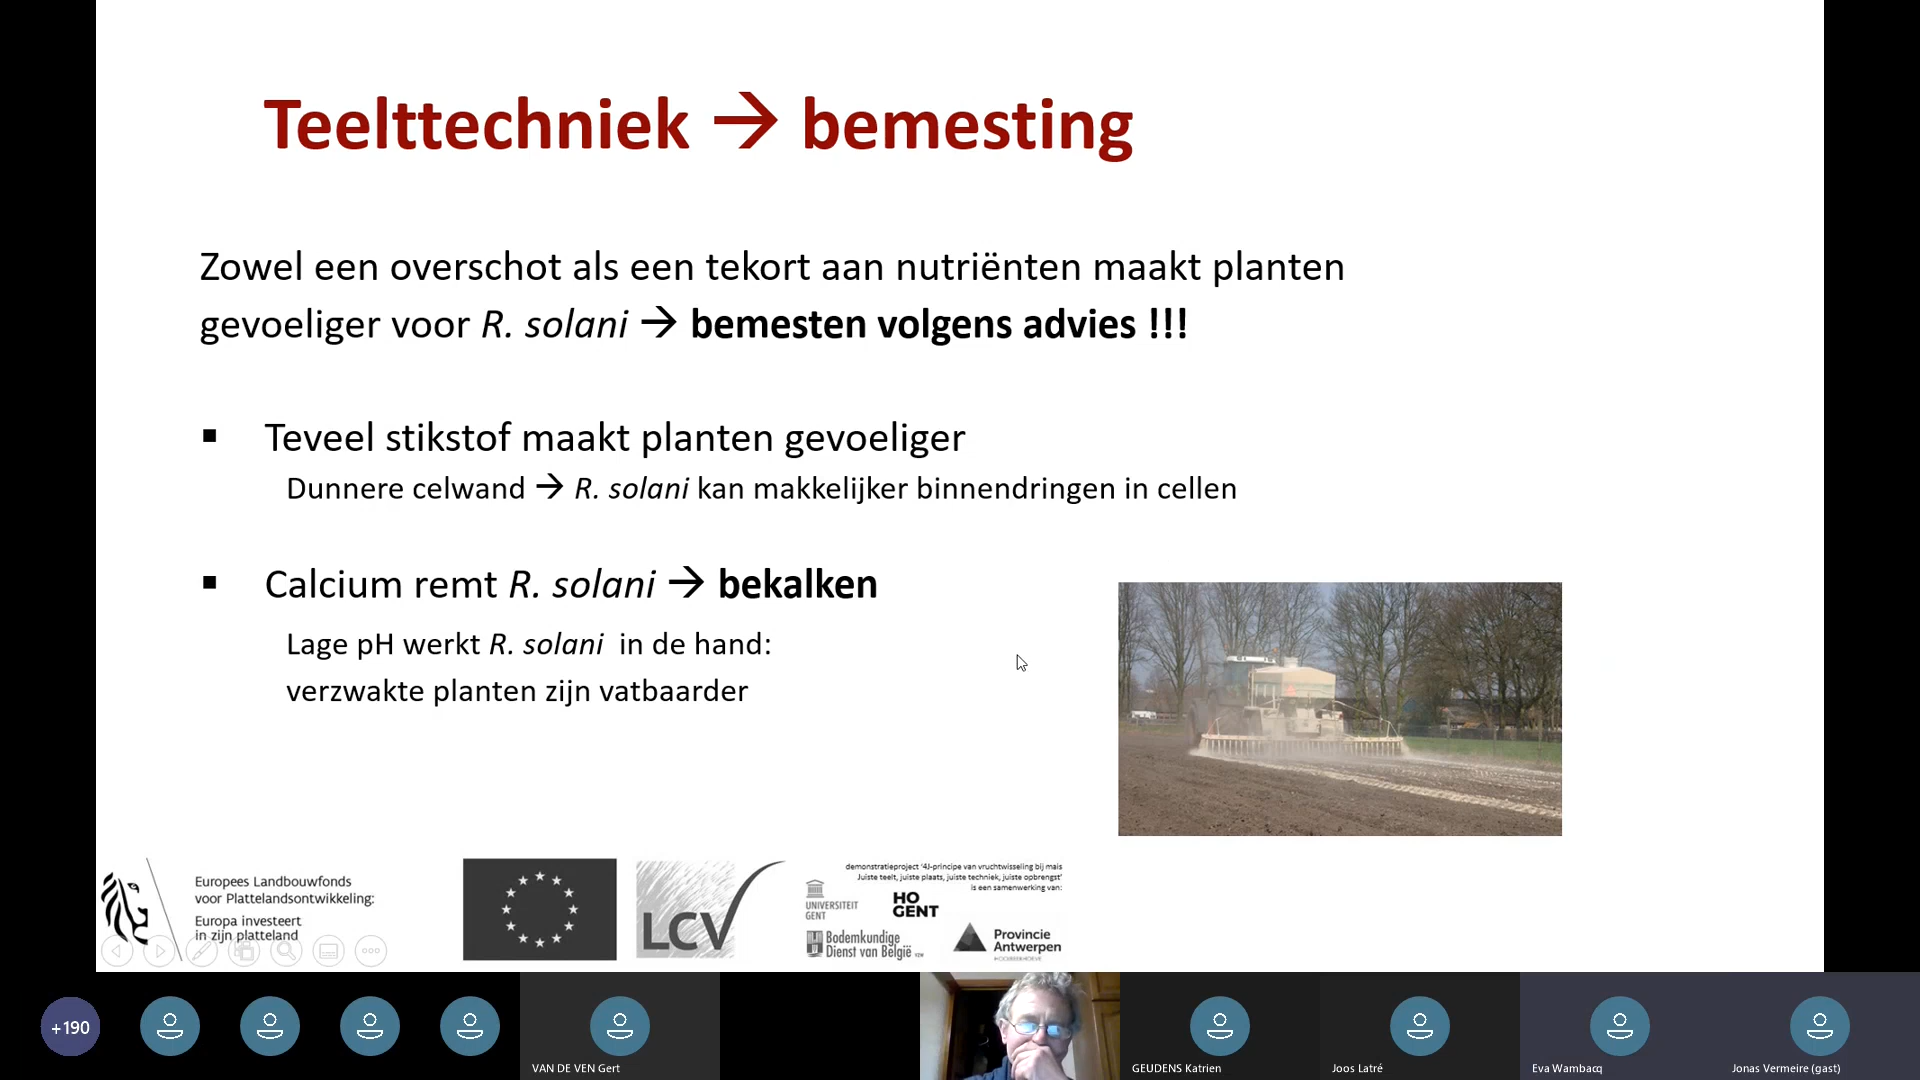 Teelttechniek → bemesting
Zowel een overschot als een tekort aan nutriënten maakt planten
gevoeliger voor R. solani → bemesten volgens advies !!!
▪ Teveel stikstof maakt planten gevoeliger
Dunnere celwand → R. solani kan makkelijker binnendringen in cellen
▪ Calcium remt R. solani → bekalken
Lage pH werkt R. solani in de hand:
verzwakte planten zijn vatbaarder
Europees Landbouwfonds
voor Plattelandsontwikkeling:
Europa investeert
in zijn platteland
LCV
demonstratieproject '4J-principe van vruchtwisseling bij mais
Juiste teelt, juiste plaats, juiste techniek, juiste opbrengst'
is een samenwerking van:
UNIVERSITEIT
GENT
HO
GENT
Bodemkundige
Dienst van België vzw
Provincie
Antwerpen
HOOIBEEKHOEVE
+190
VAN DE VEN Gert
GEUDENS Katrien
Joos Latré
Eva Wambacq
Jonas Vermeire (gast)